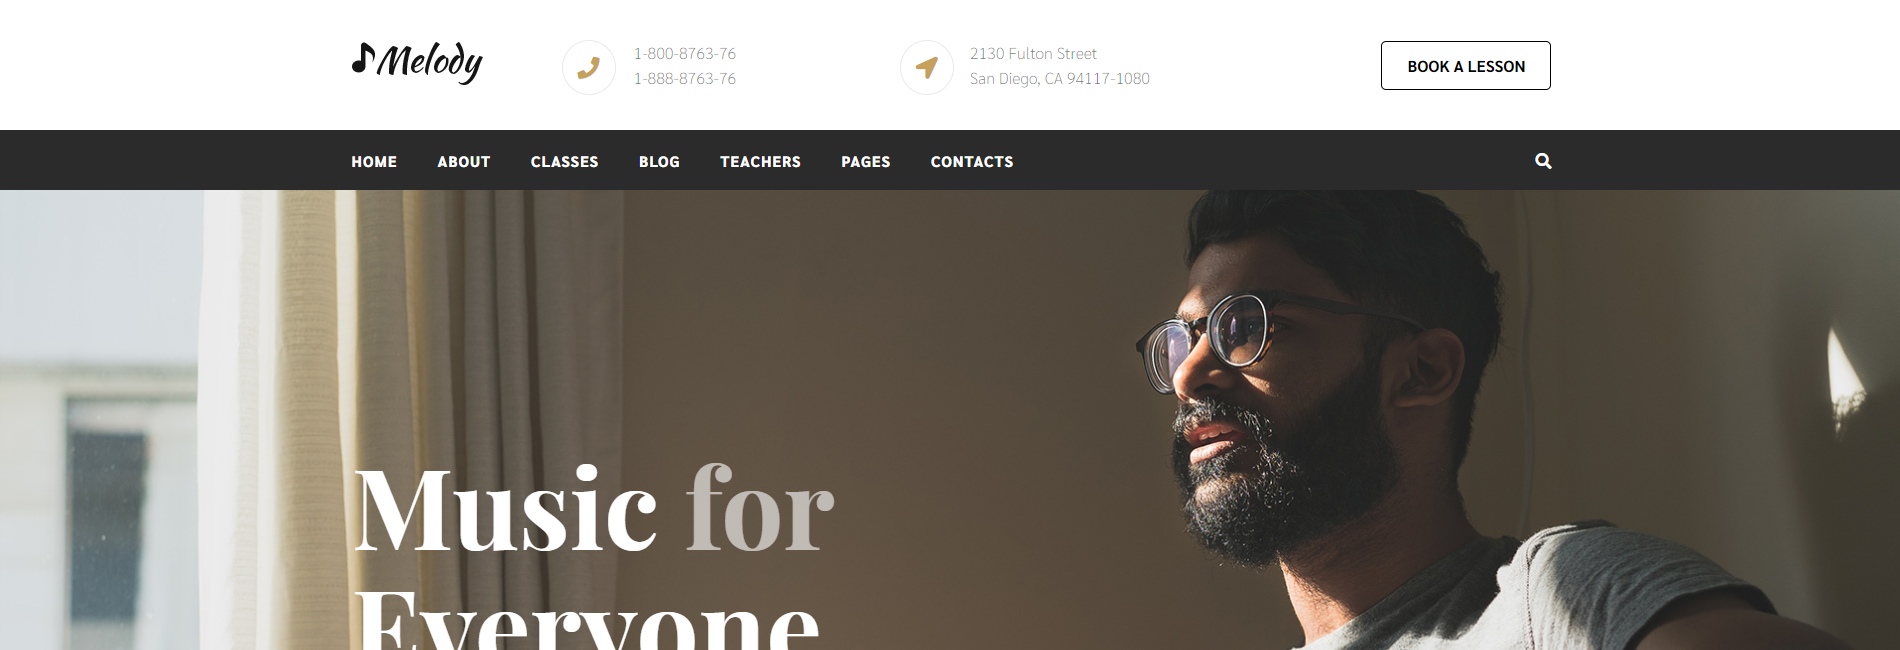 Melody
1-800-8763-76
1-888-8763-76
2130 Fulton Street
San Diego, CA 94117-1080
BOOK A LESSON
HOME ABOUT CLASSES BLOG TEACHERS PAGES CONTACTS
Music for
Everyone